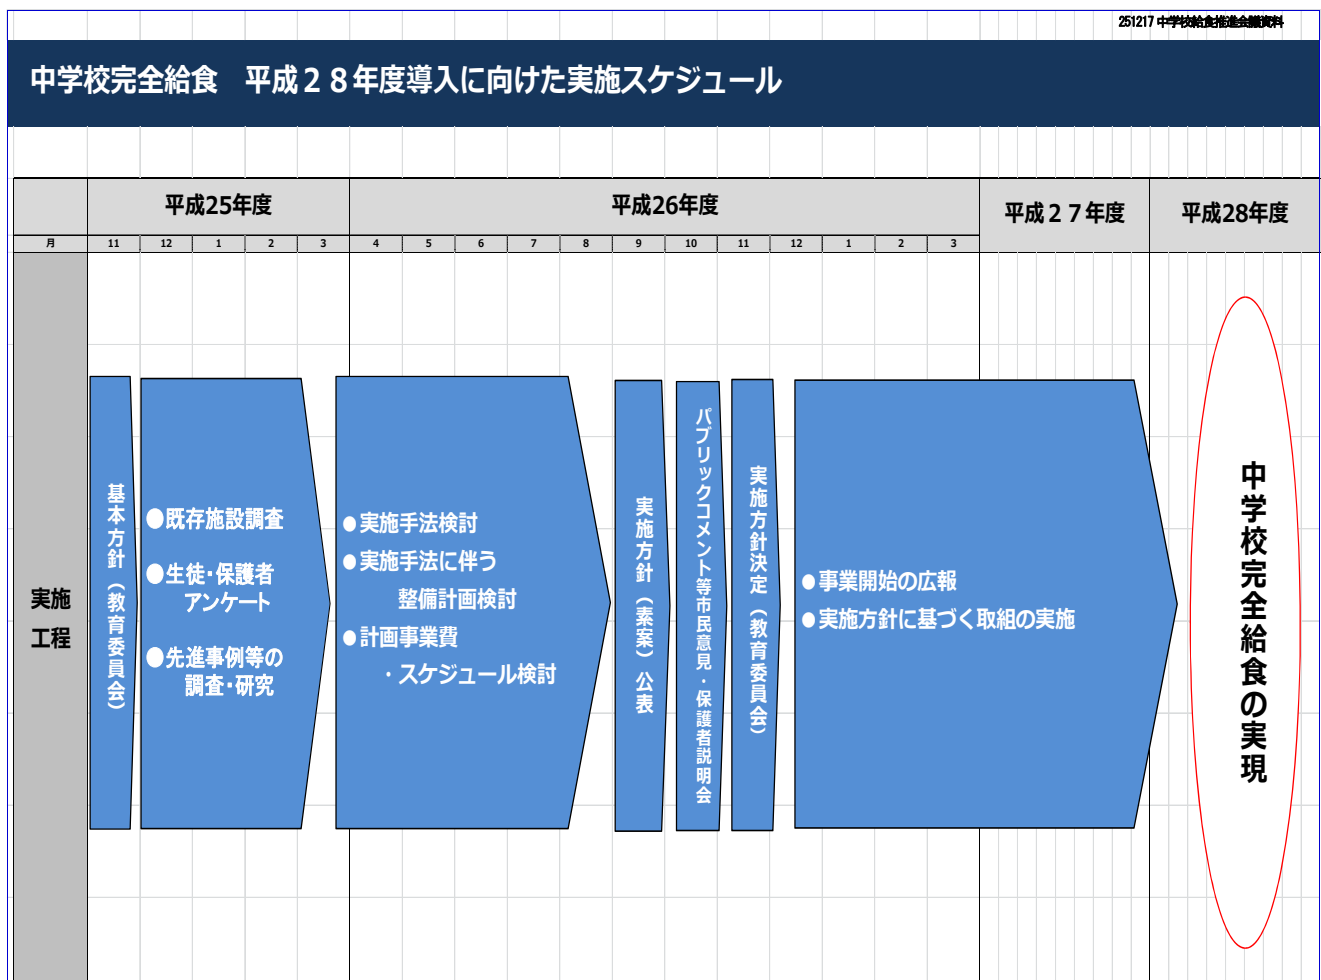 251217 中学校給食推進会議資料
中学校完全給食　平成２８年度導入に向けた実施スケジュール
平成25年度
平成26年度
平成２７年度
平成28年度
月 11 12 1 2 3 4 5 6 7 8 9 10 11 12 1 2 3
実施
工程
基本方針（教育委員会）
●既存施設調査
●生徒・保護者
アンケート
●先進事例等の
調査・研究
●実施手法検討
●実施手法に伴う
整備計画検討
●計画事業費
・スケジュール検討
実施方針（素案）公表
パブリックコメント等市民意見・保護者説明会
実施方針決定（教育委員会）
●事業開始の広報
●実施方針に基づく取組の実施
中学校完全給食の実現